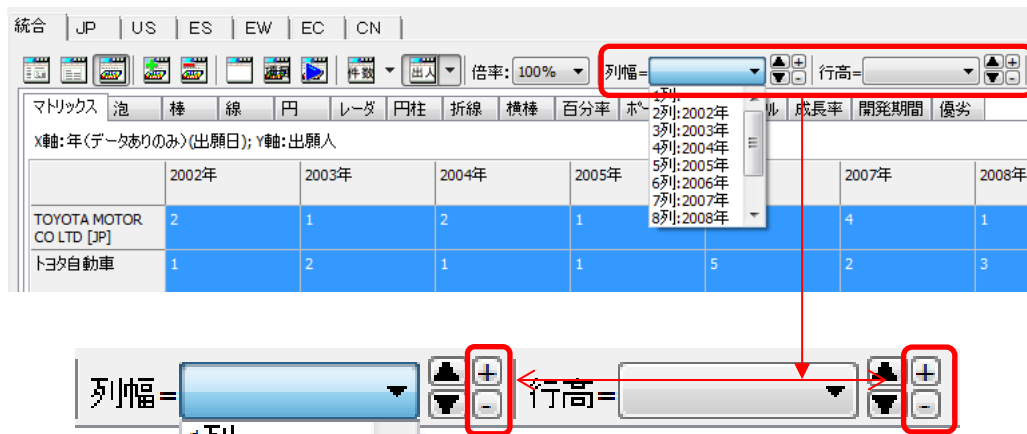 統合 JP US ES EW EC CN
件数 出人 倍率: 100% 列幅= + - 行高= + -
マトリックス 泡 棒 線 円 レーダ 円柱 折線 横棒 百分率 ル 成長率 開発期間 優劣
1列:
2列:2002年
3列:2003年
4列:2004年
5列:2005年
6列:2006年
7列:2007年
8列:2008年
X軸:年(データありのみ)(出願日); Y軸:出願人
2002年 2003年 2004年 2005年 2007年 2008年
TOYOTA MOTOR 2 1 2 1 4 1
CO LTD [JP]
トヨタ自動車 1 2 1 1 5 2 3
列幅= + - 行高= + -